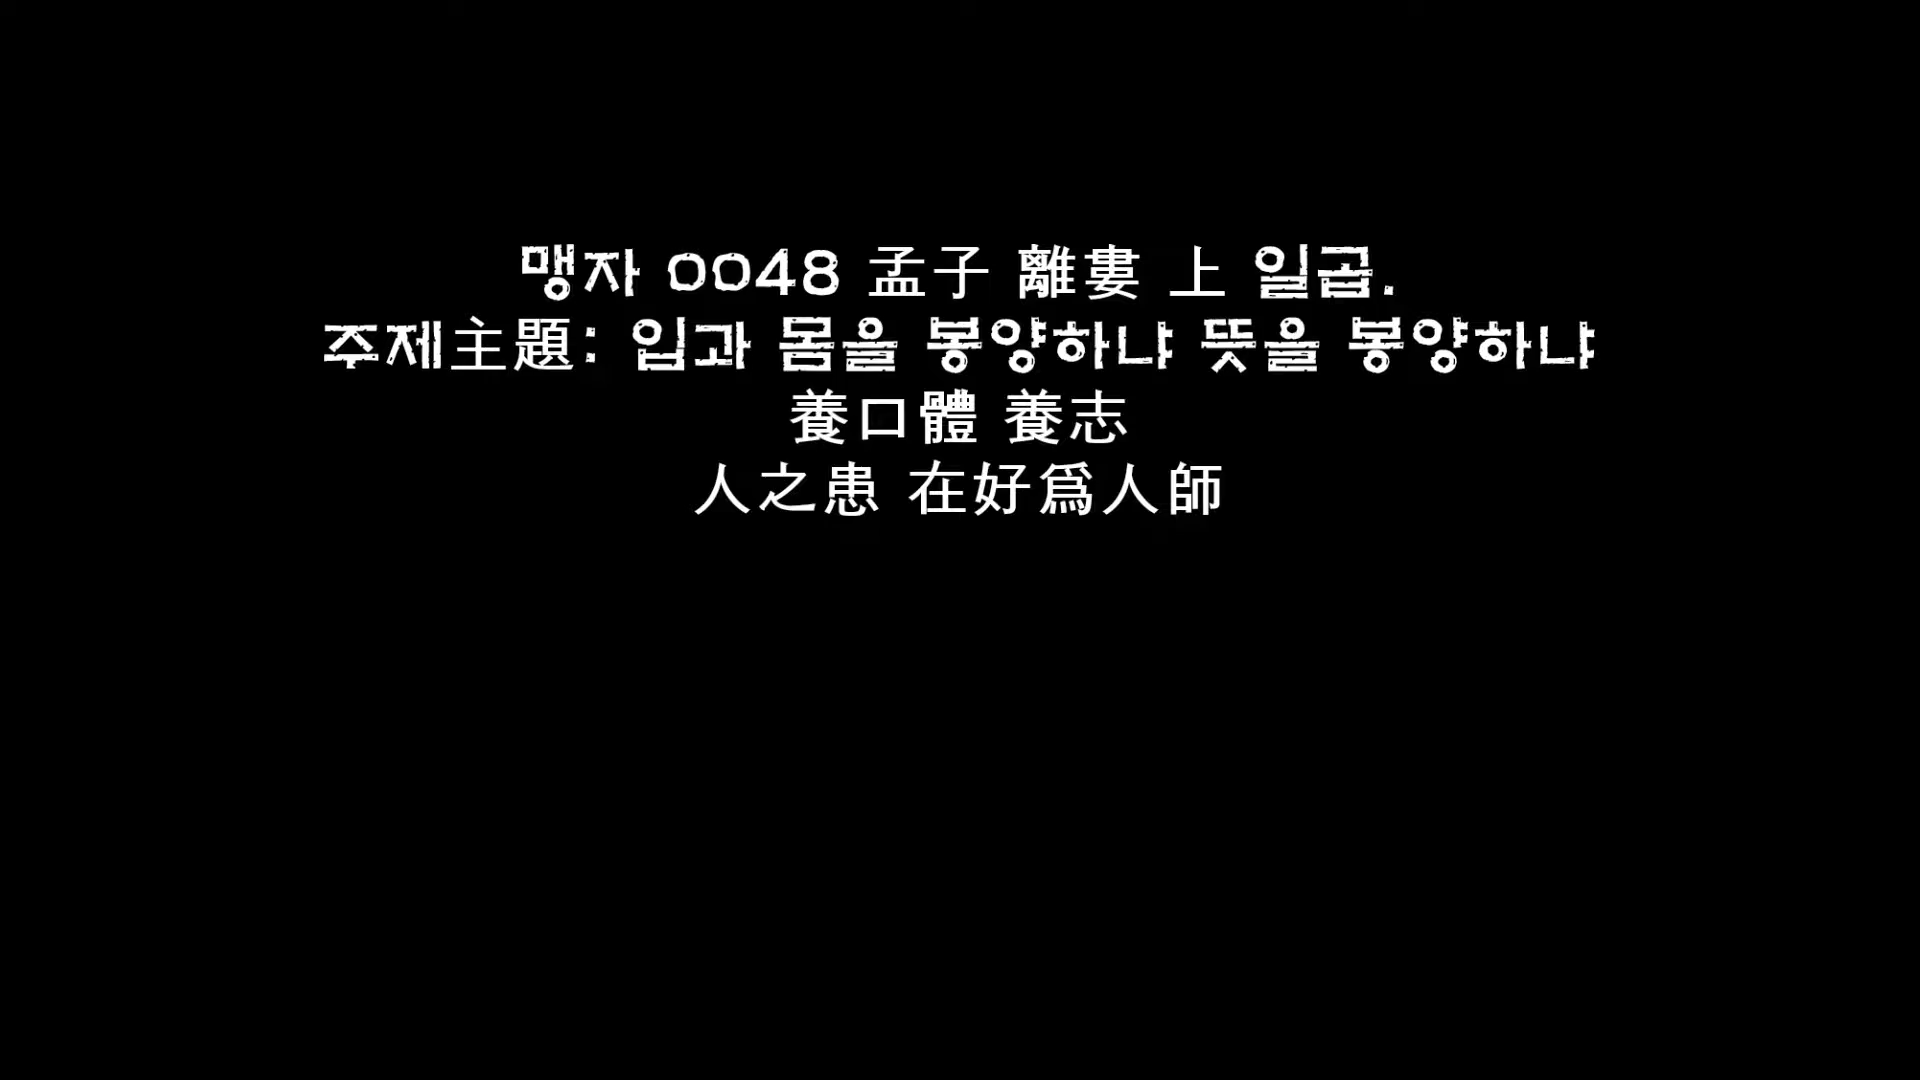 맹자 0048 孟子 離婁 上 일곱.
주제主題: 입과 몸을 봉양하냐 뜻을 봉양하냐
養口體 養志
人之患 在好爲人師